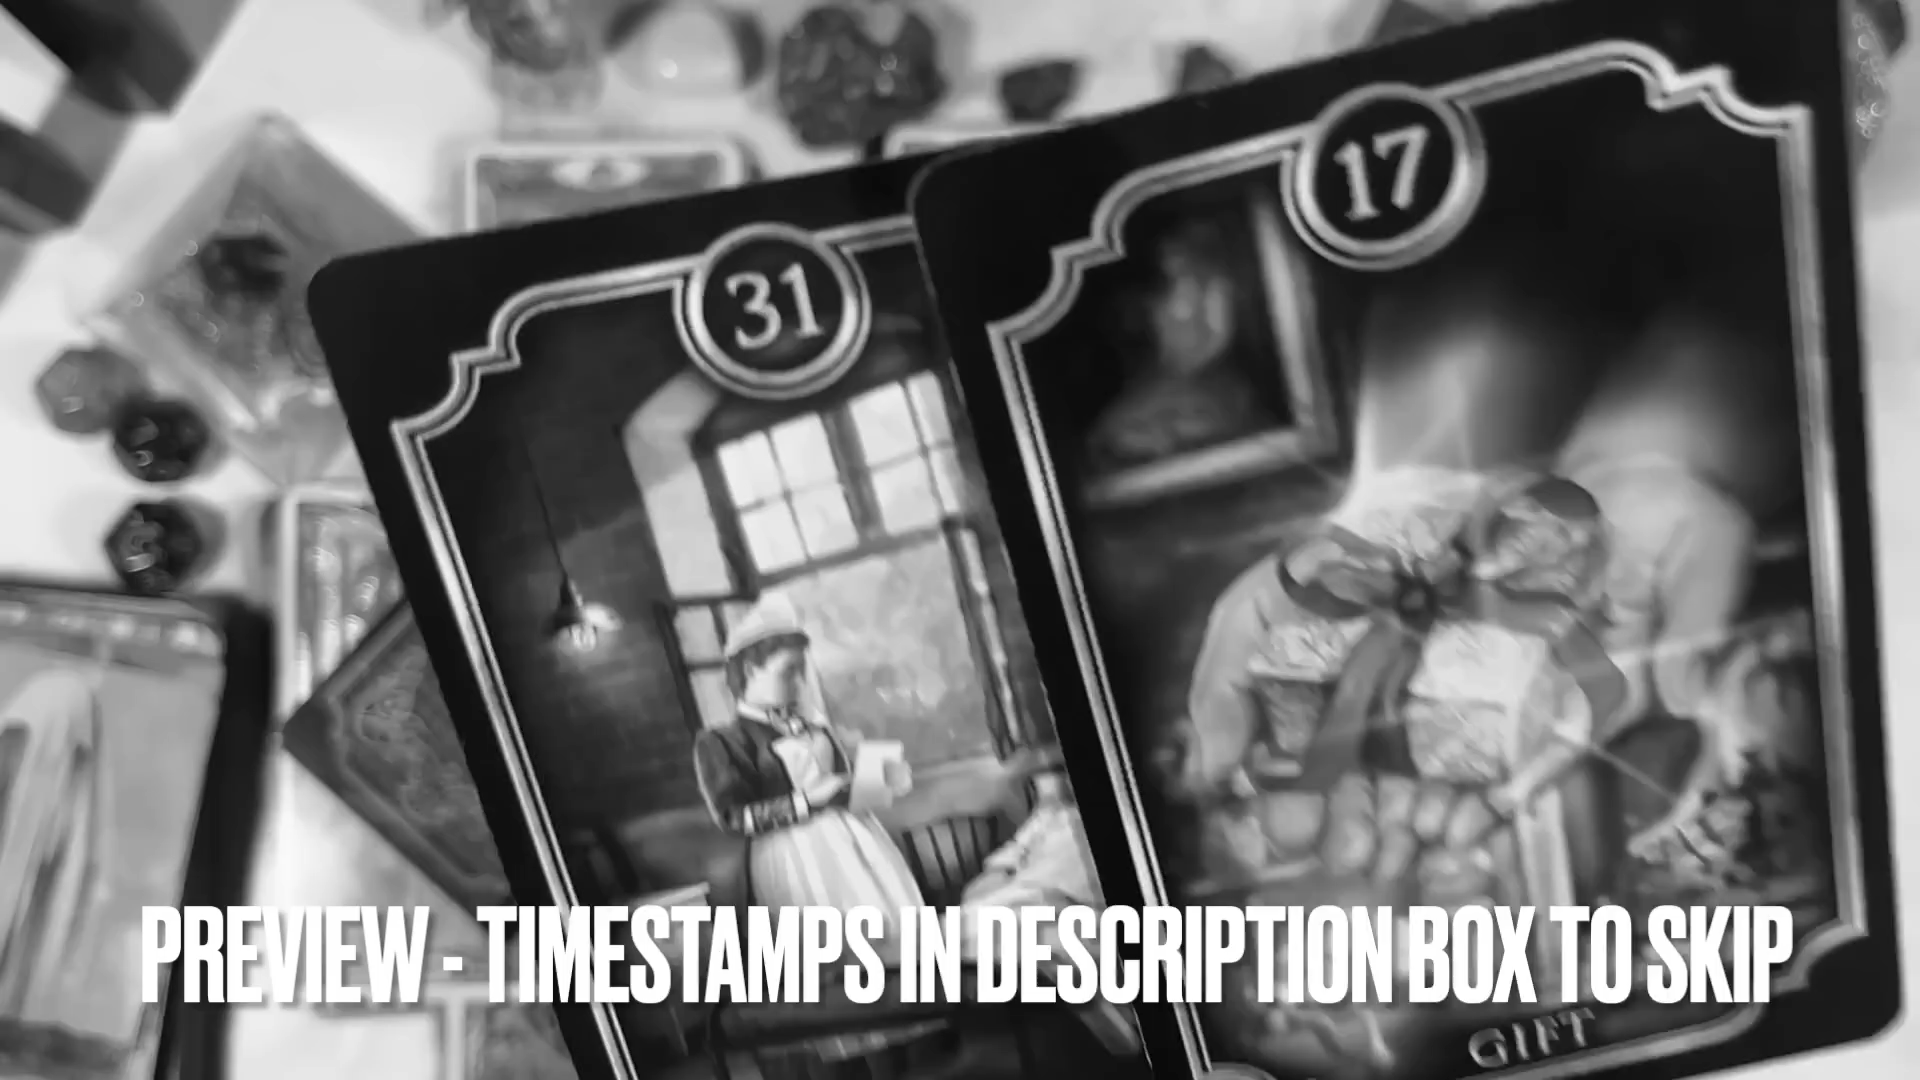 31
17
GIFT
PREVIEW - TIMESTAMPS IN DESCRIPTION BOX TO SKIP